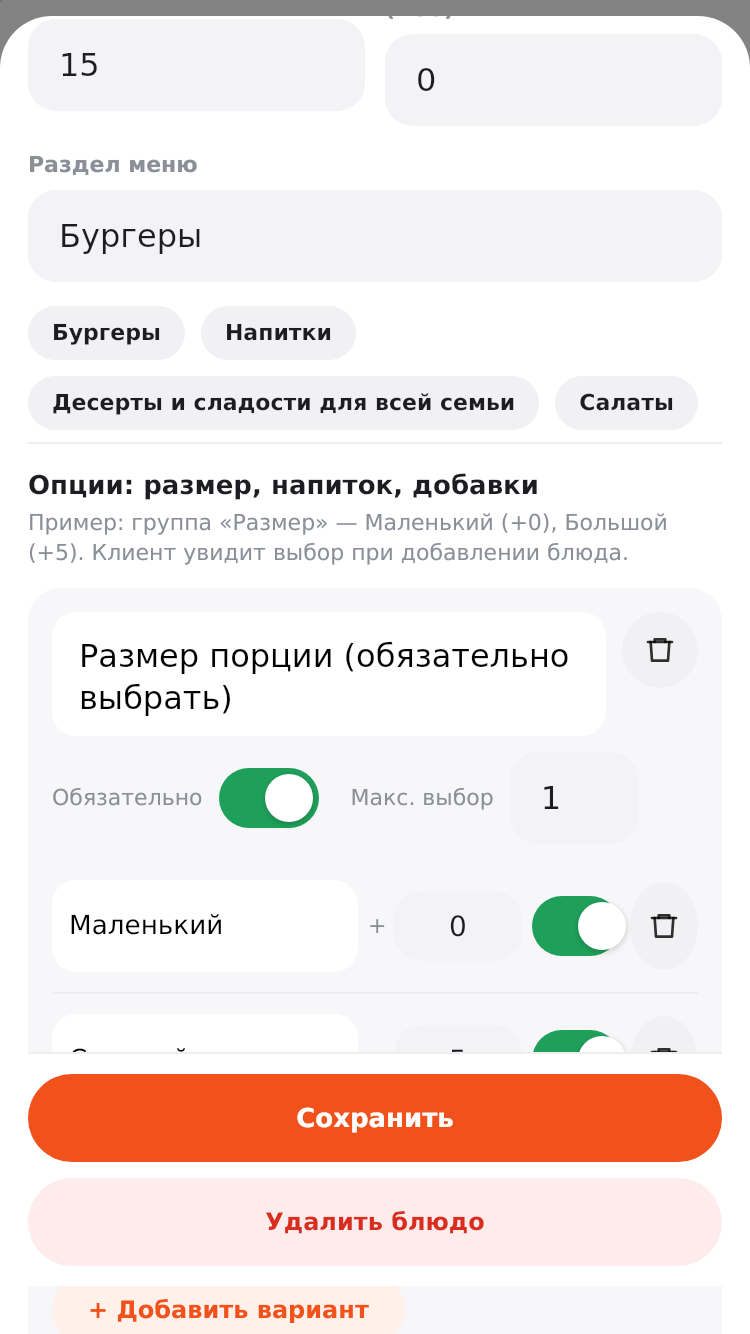 15
0
Раздел меню
Бургеры
Бургеры
Напитки
Десерты и сладости для всей семьи
Салаты
Опции: размер, напиток, добавки
Пример: группа «Размер» — Маленький (+0), Большой
(+5). Клиент увидит выбор при добавлении блюда.
Размер порции (обязательно
выбрать)
Обязательно
Макс. выбор
1
Маленький
+
0
Сохранить
Удалить блюдо
+ Добавить вариант